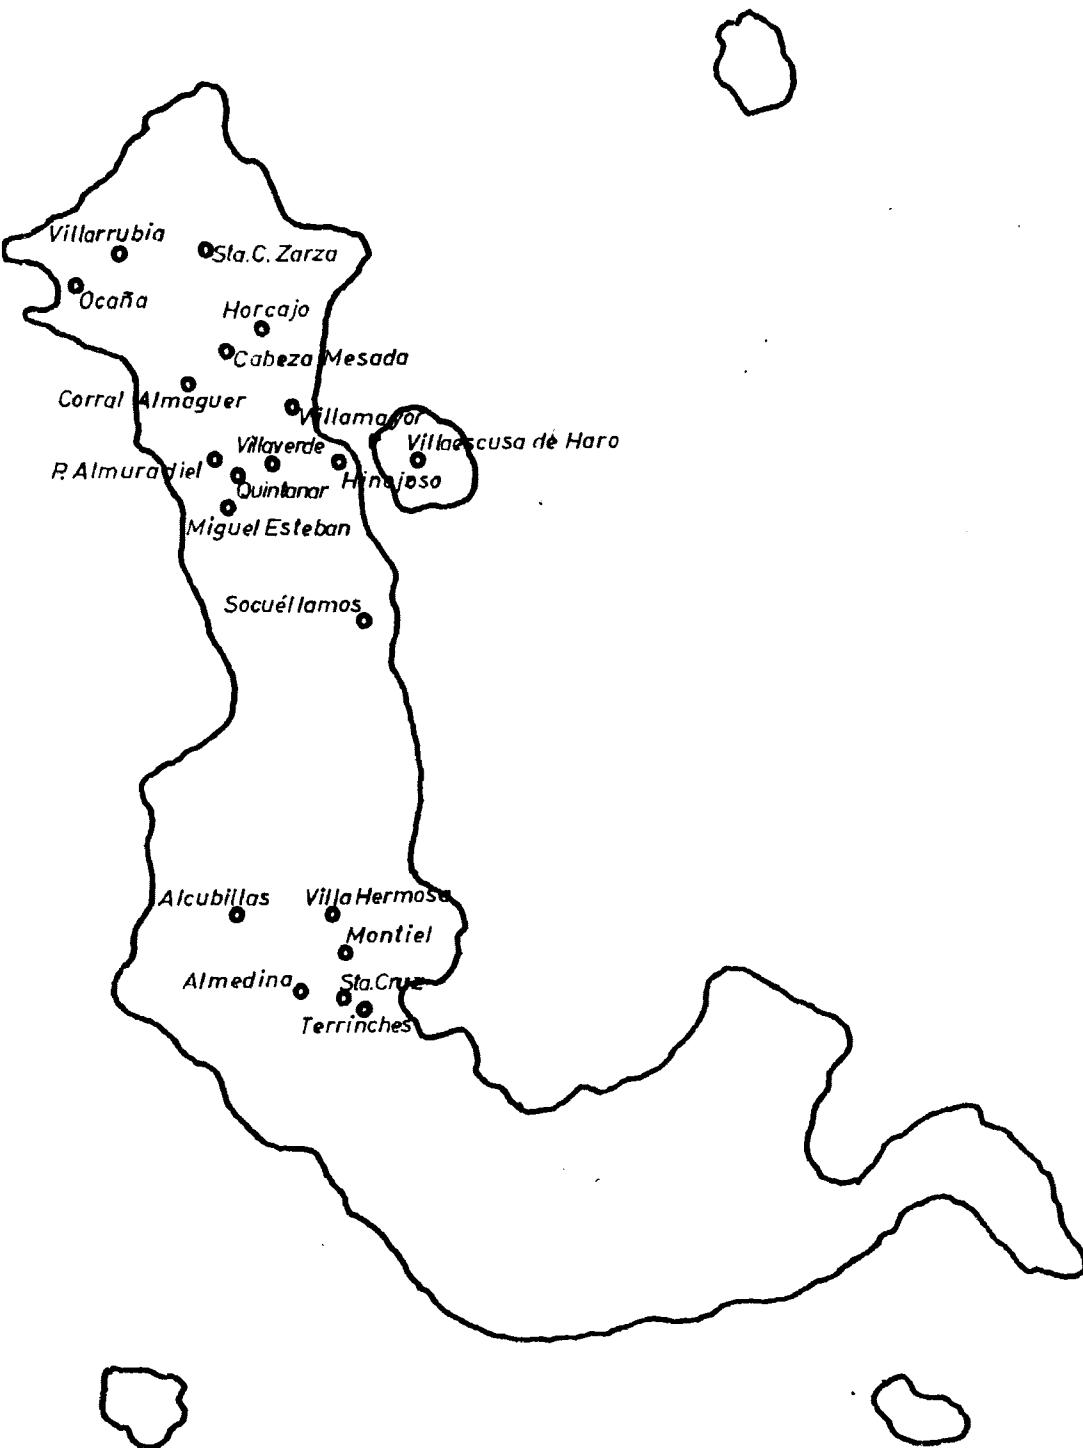 Villarrubia
Sta. C. Zarza
Ocaña
Horcajo
Cabeza Mesada
Corral Almaguer
Villamayor
Villaverde
Villaescusa de Haro
P. Almuradiel
Hinojoso
Quintanar
Miguel Esteban
Socuéllamos
Alcubillas
Villa Hermosa
Montiel
Almedina
Sta. Cruz
Terrinches